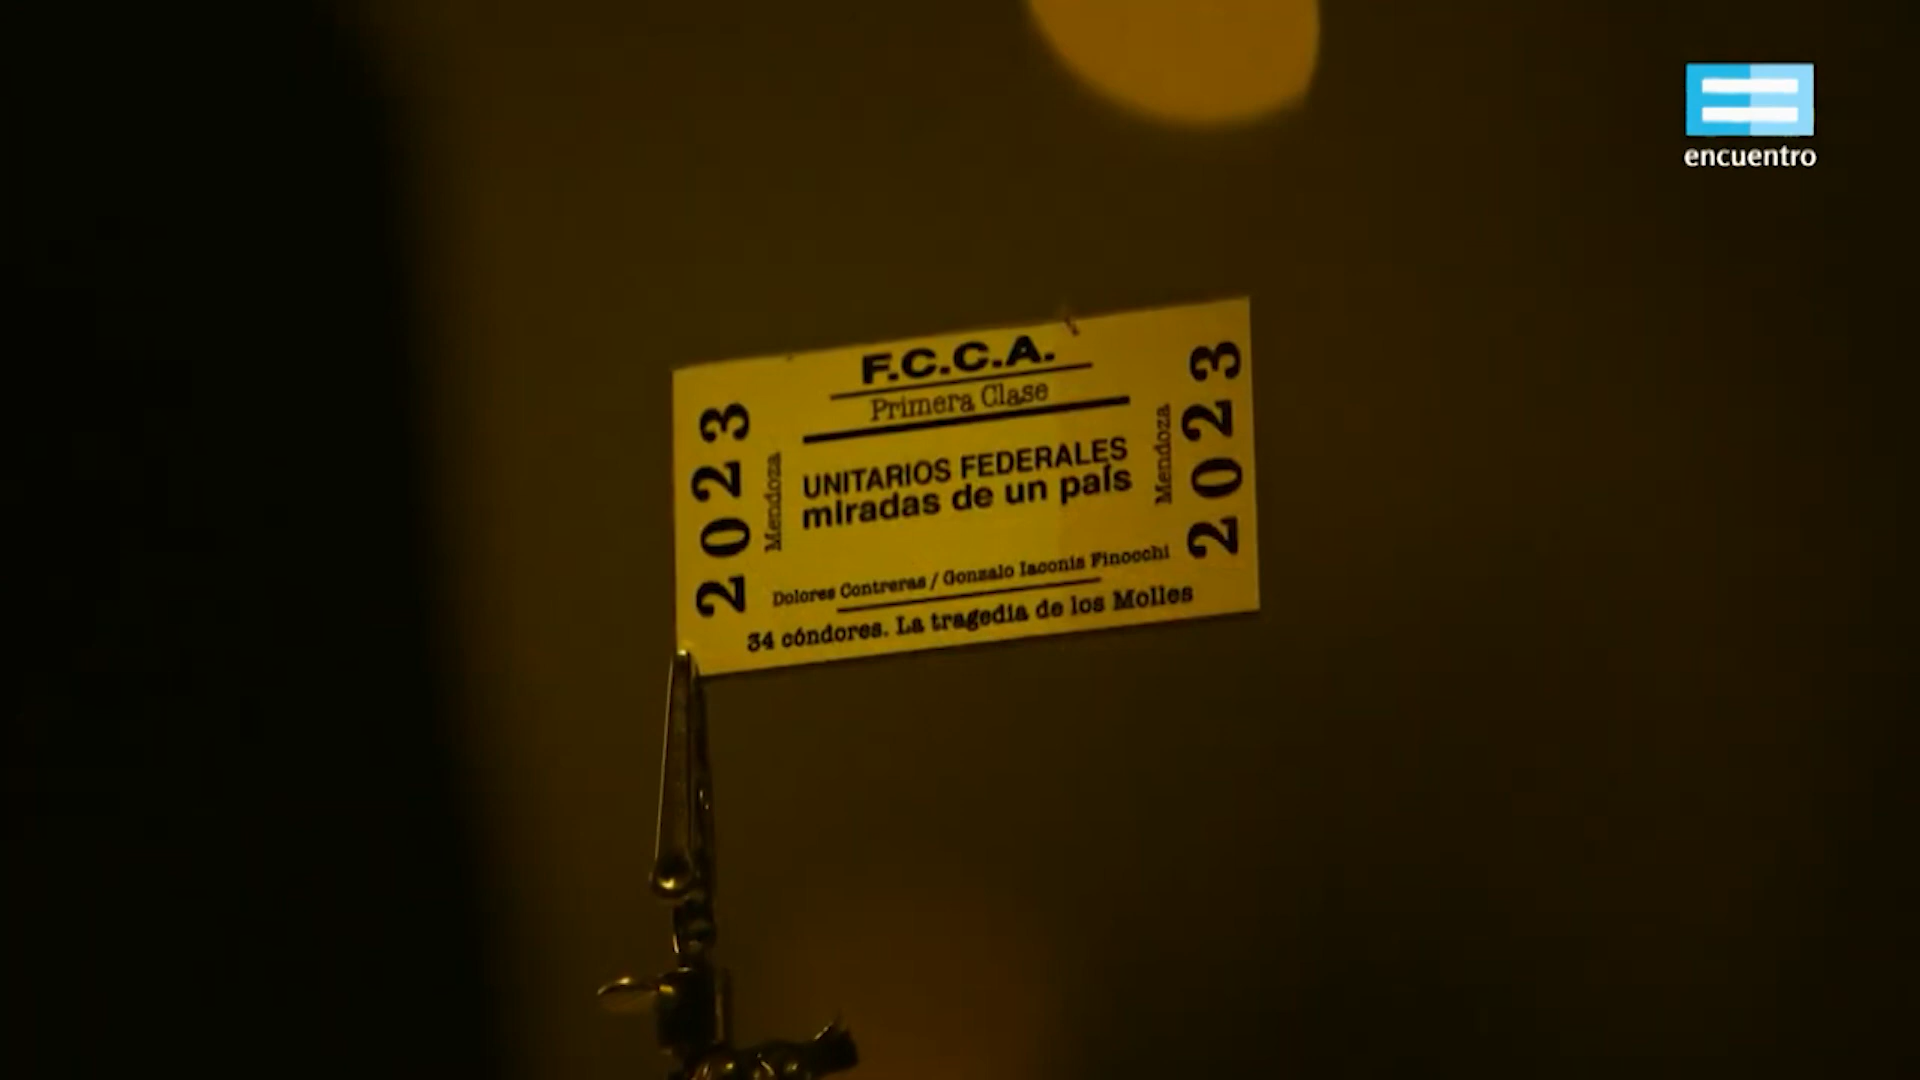 encuentro
F.C.C.A.
Primera Clase
2023
Mendoza
UNITARIOS FEDERALES
miradas de un país
Mendoza
2023
Dolores Contreras / Gonzalo Iaconis Finocchi
34 cóndores. La tragedia de los Molles